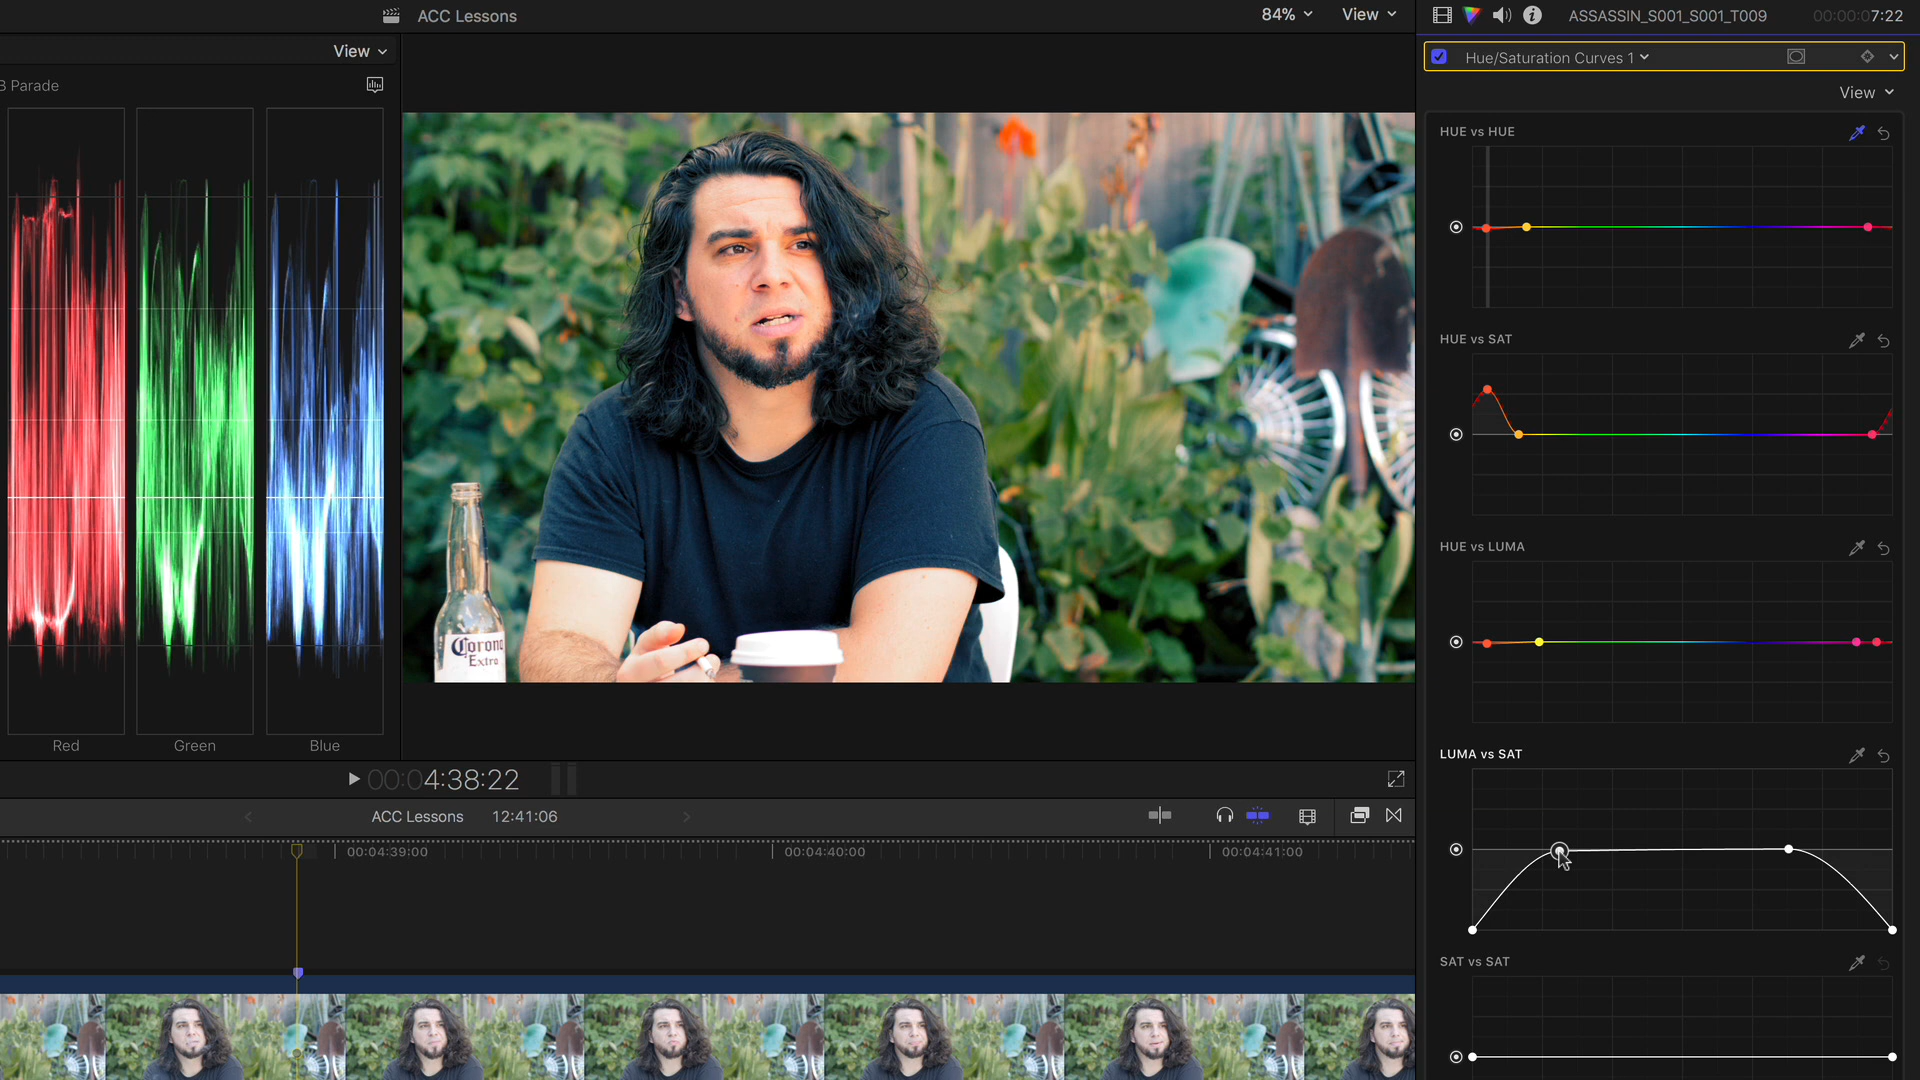 ACC Lessons
84%
View
ASSASSIN_S001_S001_T009
00:00:07:22
View
Hue/Saturation Curves 1
View
B Parade
HUE vs HUE
HUE vs SAT
HUE vs LUMA
Corona
Extra
Red
Green
Blue
LUMA vs SAT
00:04:38:22
ACC Lessons
12:41:06
00:04:39:00
00:04:40:00
00:04:41:00
SAT vs SAT